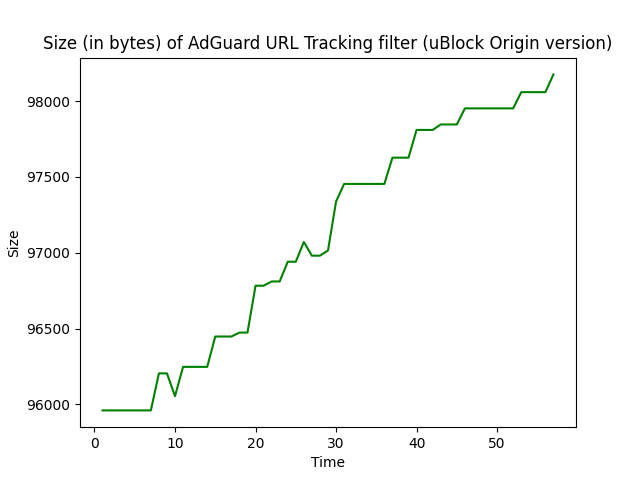 Size (in bytes) of AdGuard URL Tracking filter (uBlock Origin version)
98000
97500
97000
96500
96000
Size
0 10 20 30 40 50
Time